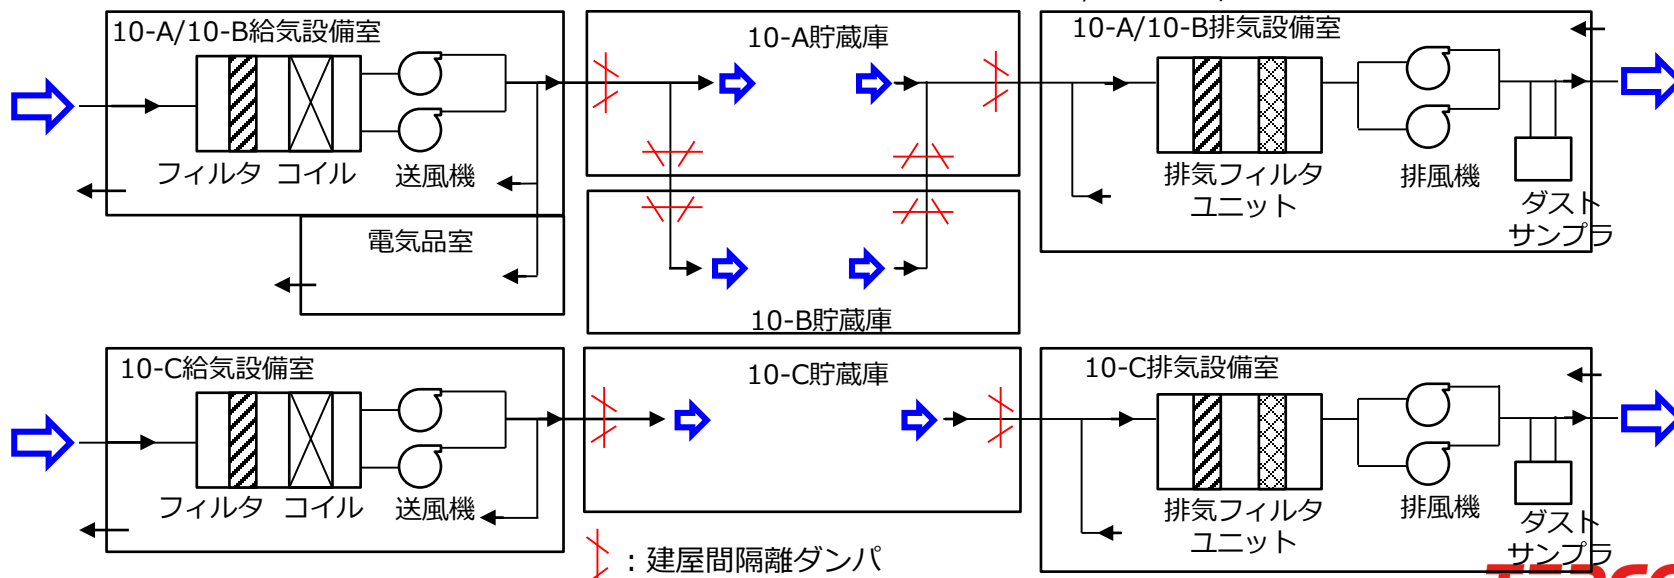 10-A/10-B給気設備室
フィルタ
コイル
送風機
電気品室
10-A貯蔵庫
10-B貯蔵庫
10-A/10-B排気設備室
排気フィルタ
ユニット
排風機
ダスト
サンプラ
10-C給気設備室
フィルタ
コイル
送風機
10-C貯蔵庫
10-C排気設備室
排気フィルタ
ユニット
排風機
ダスト
サンプラ
：建屋間隔離ダンパ